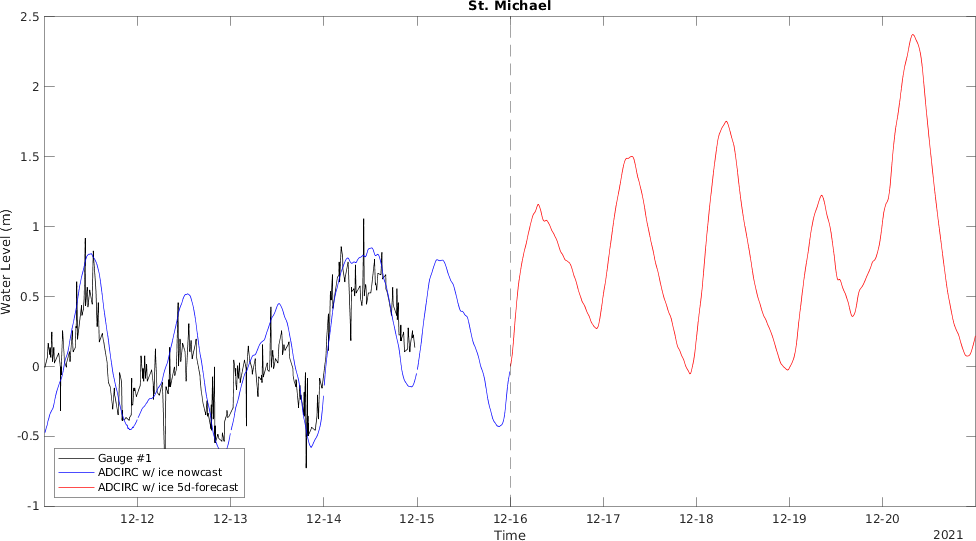 St. Michael
2.5
2
1.5
1
0.5
0
-0.5
-1
Water Level (m)
Gauge #1
ADCIRC w/ ice nowcast
ADCIRC w/ ice 5d-forecast
12-12 12-13 12-14 12-15 12-16 12-17 12-18 12-19 12-20
Time
2021